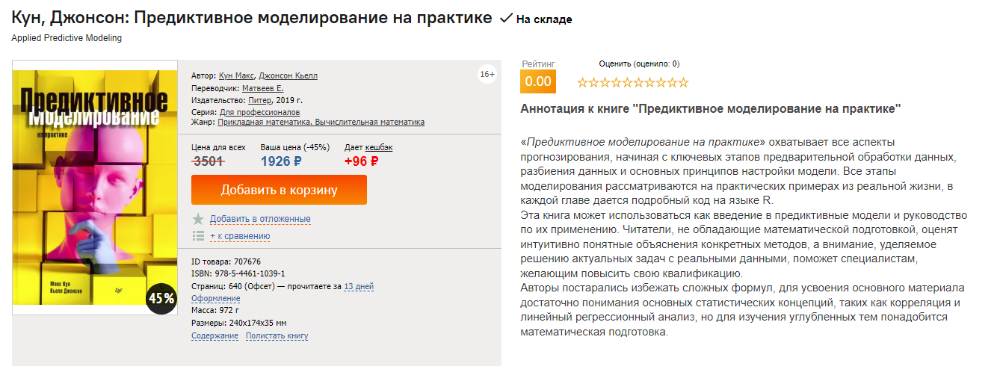 Кун, Джонсон: Предиктивное моделирование на практике ✓ На складе
Applied Predictive Modeling
Предиктивное
Моделирование
на практике
Макс Кун
Кьелл Джонсон
45%
16+
Автор: Кун Макс, Джонсон Кьелл
Переводчик: Матвеев Е.
Издательство: Питер, 2019 г.
Серия: Для профессионалов
Жанр: Прикладная математика. Вычислительная математика
Цена для всех Ваша цена (-45%) Дает кешбэк
3501 1926 ₽ +96 ₽
Добавить в корзину
Добавить в отложенные
+ к сравнению
ID товара: 707676
ISBN: 978-5-4461-1039-1
Страниц: 640 (Офсет) — прочитаете за 13 дней
Оформление
Масса: 972 г
Размеры: 240x174x35 мм
Содержание Полистать книгу
Рейтинг Оценить (оценило: 0)
0.00
Аннотация к книге "Предиктивное моделирование на практике"
«Предиктивное моделирование на практике» охватывает все аспекты
прогнозирования, начиная с ключевых этапов предварительной обработки данных,
разбиения данных и основных принципов настройки модели. Все этапы
моделирования рассматриваются на практических примерах из реальной жизни, в
каждой главе дается подробный код на языке R.
Эта книга может использоваться как введение в предиктивные модели и руководство
по их применению. Читатели, не обладающие математической подготовкой, оценят
интуитивно понятные объяснения конкретных методов, а внимание, уделяемое
решению актуальных задач с реальными данными, поможет специалистам,
желающим повысить свою квалификацию.
Авторы постарались избежать сложных формул, для усвоения основного материала
достаточно понимания основных статистических концепций, таких как корреляция и
линейный регрессионный анализ, но для изучения углубленных тем понадобится
математическая подготовка.